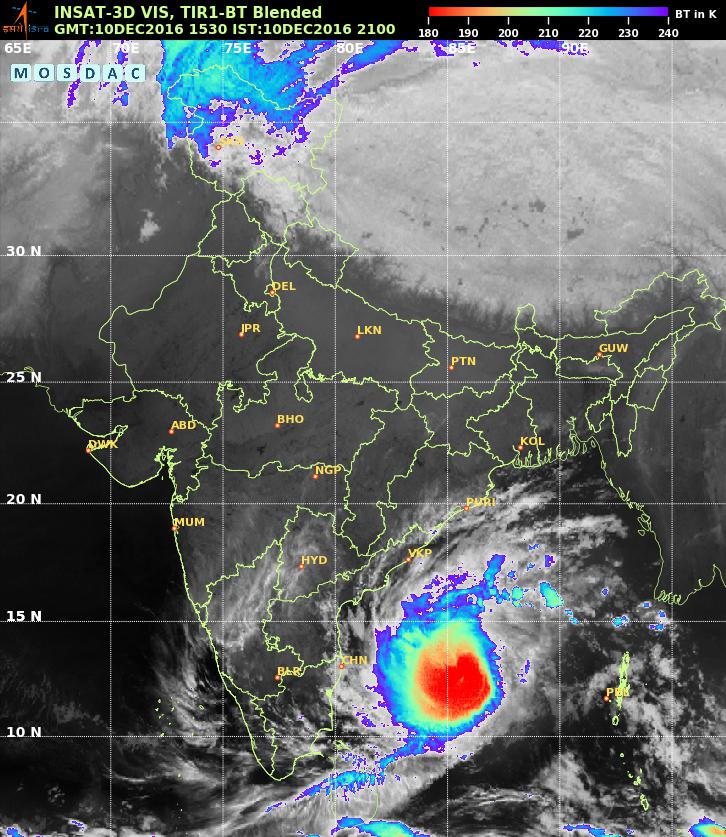 INSAT-3D VIS, TIR1-BT Blended
GMT:10DEC2016 1530 IST:10DEC2016 2100
BT in K
180 190 200 210 220 230 240
65E 70E 75E 80E 85E 90E
M O S D A C
30 N
DEL
JPR
LKN
GUW
PTN
25 N
ABD
BHO
DWK
KOL
NGP
20 N
PURI
MUM
VKP
HYD
15 N
CHN
BLR
10 N